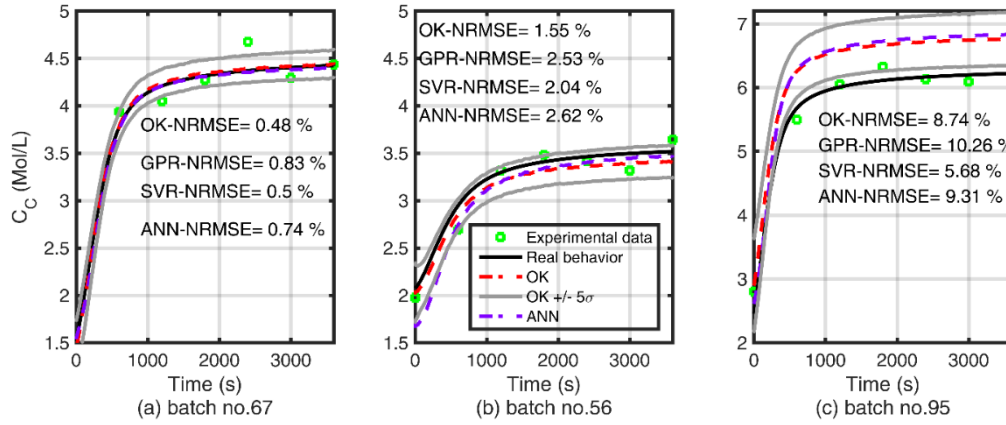 C_C (Mol/L)
4.5
4
3.5
3
2.5
2
1.5
OK-NRMSE= 0.48 %
GPR-NRMSE= 0.83 %
SVR-NRMSE= 0.5 %
ANN-NRMSE= 0.74 %
0 1000 2000 3000
Time (s)
(a) batch no.67
5.5
5
4.5
4
3.5
3
2.5
2
1.5
OK-NRMSE= 1.55 %
GPR-NRMSE= 2.53 %
SVR-NRMSE= 2.04 %
ANN-NRMSE= 2.62 %
Experimental data
Real behavior
OK
OK +/- 5σ
ANN
0 1000 2000 3000
Time (s)
(b) batch no.56
7
6
5
4
3
2
OK-NRMSE= 8.74 %
GPR-NRMSE= 10.26 %
SVR-NRMSE= 5.68 %
ANN-NRMSE= 9.31 %
0 1000 2000 3000
Time (s)
(c) batch no.95